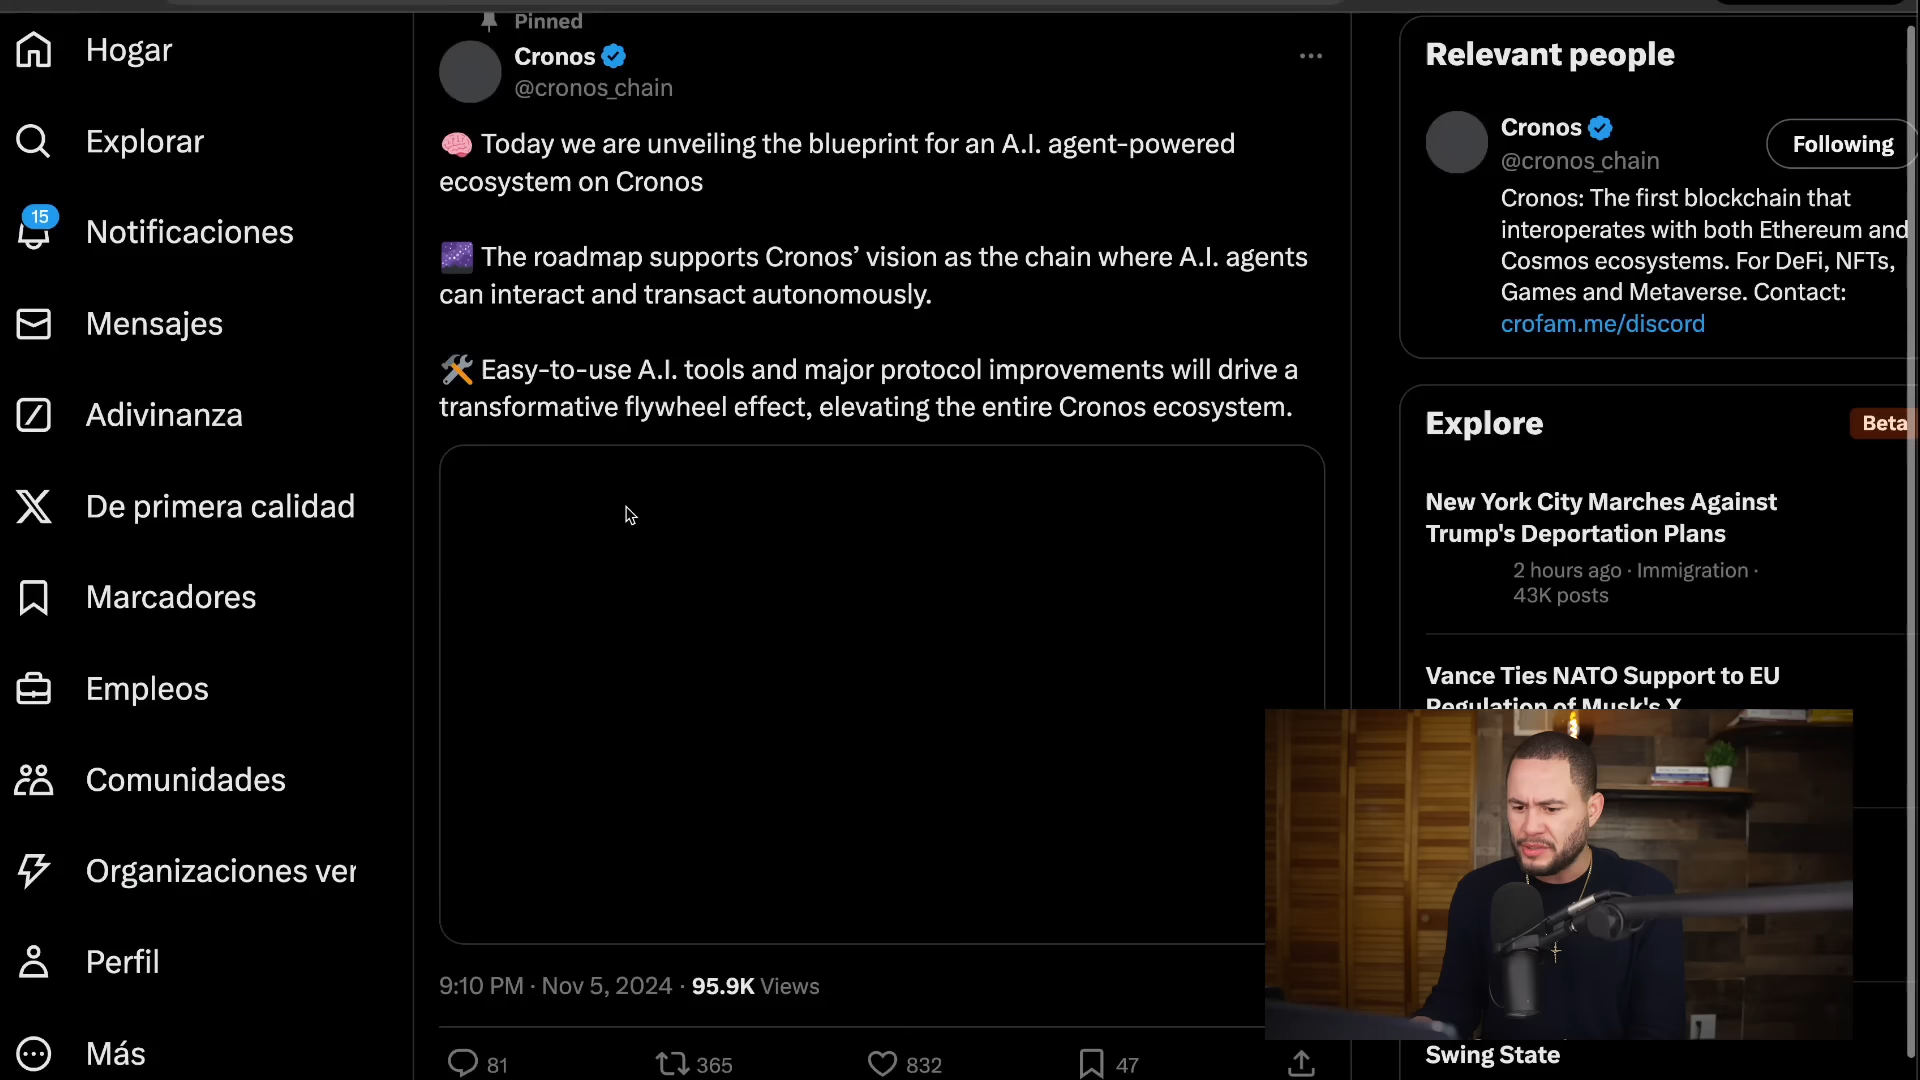 Hogar
Explorar
15
Notificaciones
Mensajes
Adivinanza
De primera calidad
Marcadores
Empleos
Comunidades
Organizaciones ver
Perfil
Más
Pinned
Cronos
@cronos_chain
Today we are unveiling the blueprint for an A.I. agent-powered
ecosystem on Cronos
The roadmap supports Cronos’ vision as the chain where A.I. agents
can interact and transact autonomously.
Easy-to-use A.I. tools and major protocol improvements will drive a
transformative flywheel effect, elevating the entire Cronos ecosystem.
9:10 PM · Nov 5, 2024 · 95.9K Views
81 365 832 47
Relevant people
Cronos
@cronos_chain
Following
Cronos: The first blockchain that
interoperates with both Ethereum and
Cosmos ecosystems. For DeFi, NFTs,
Games and Metaverse. Contact:
crofam.me/discord
Explore
Beta
New York City Marches Against
Trump's Deportation Plans
2 hours ago · Immigration ·
43K posts
Vance Ties NATO Support to EU
Regulation of Musk's X
Swing State